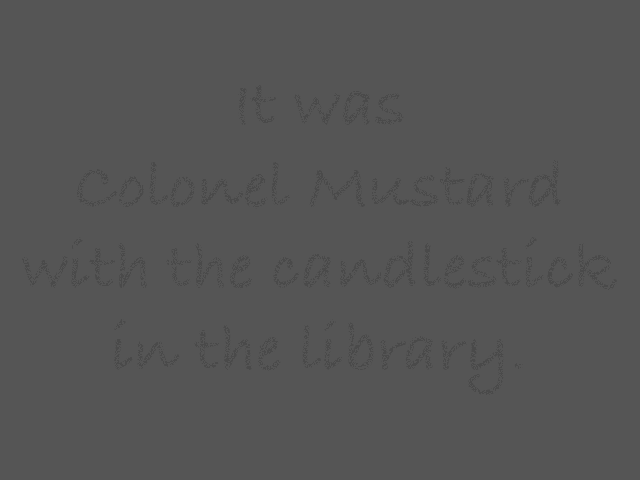 It was
Colonel Mustard
with the candlestick
in the library.